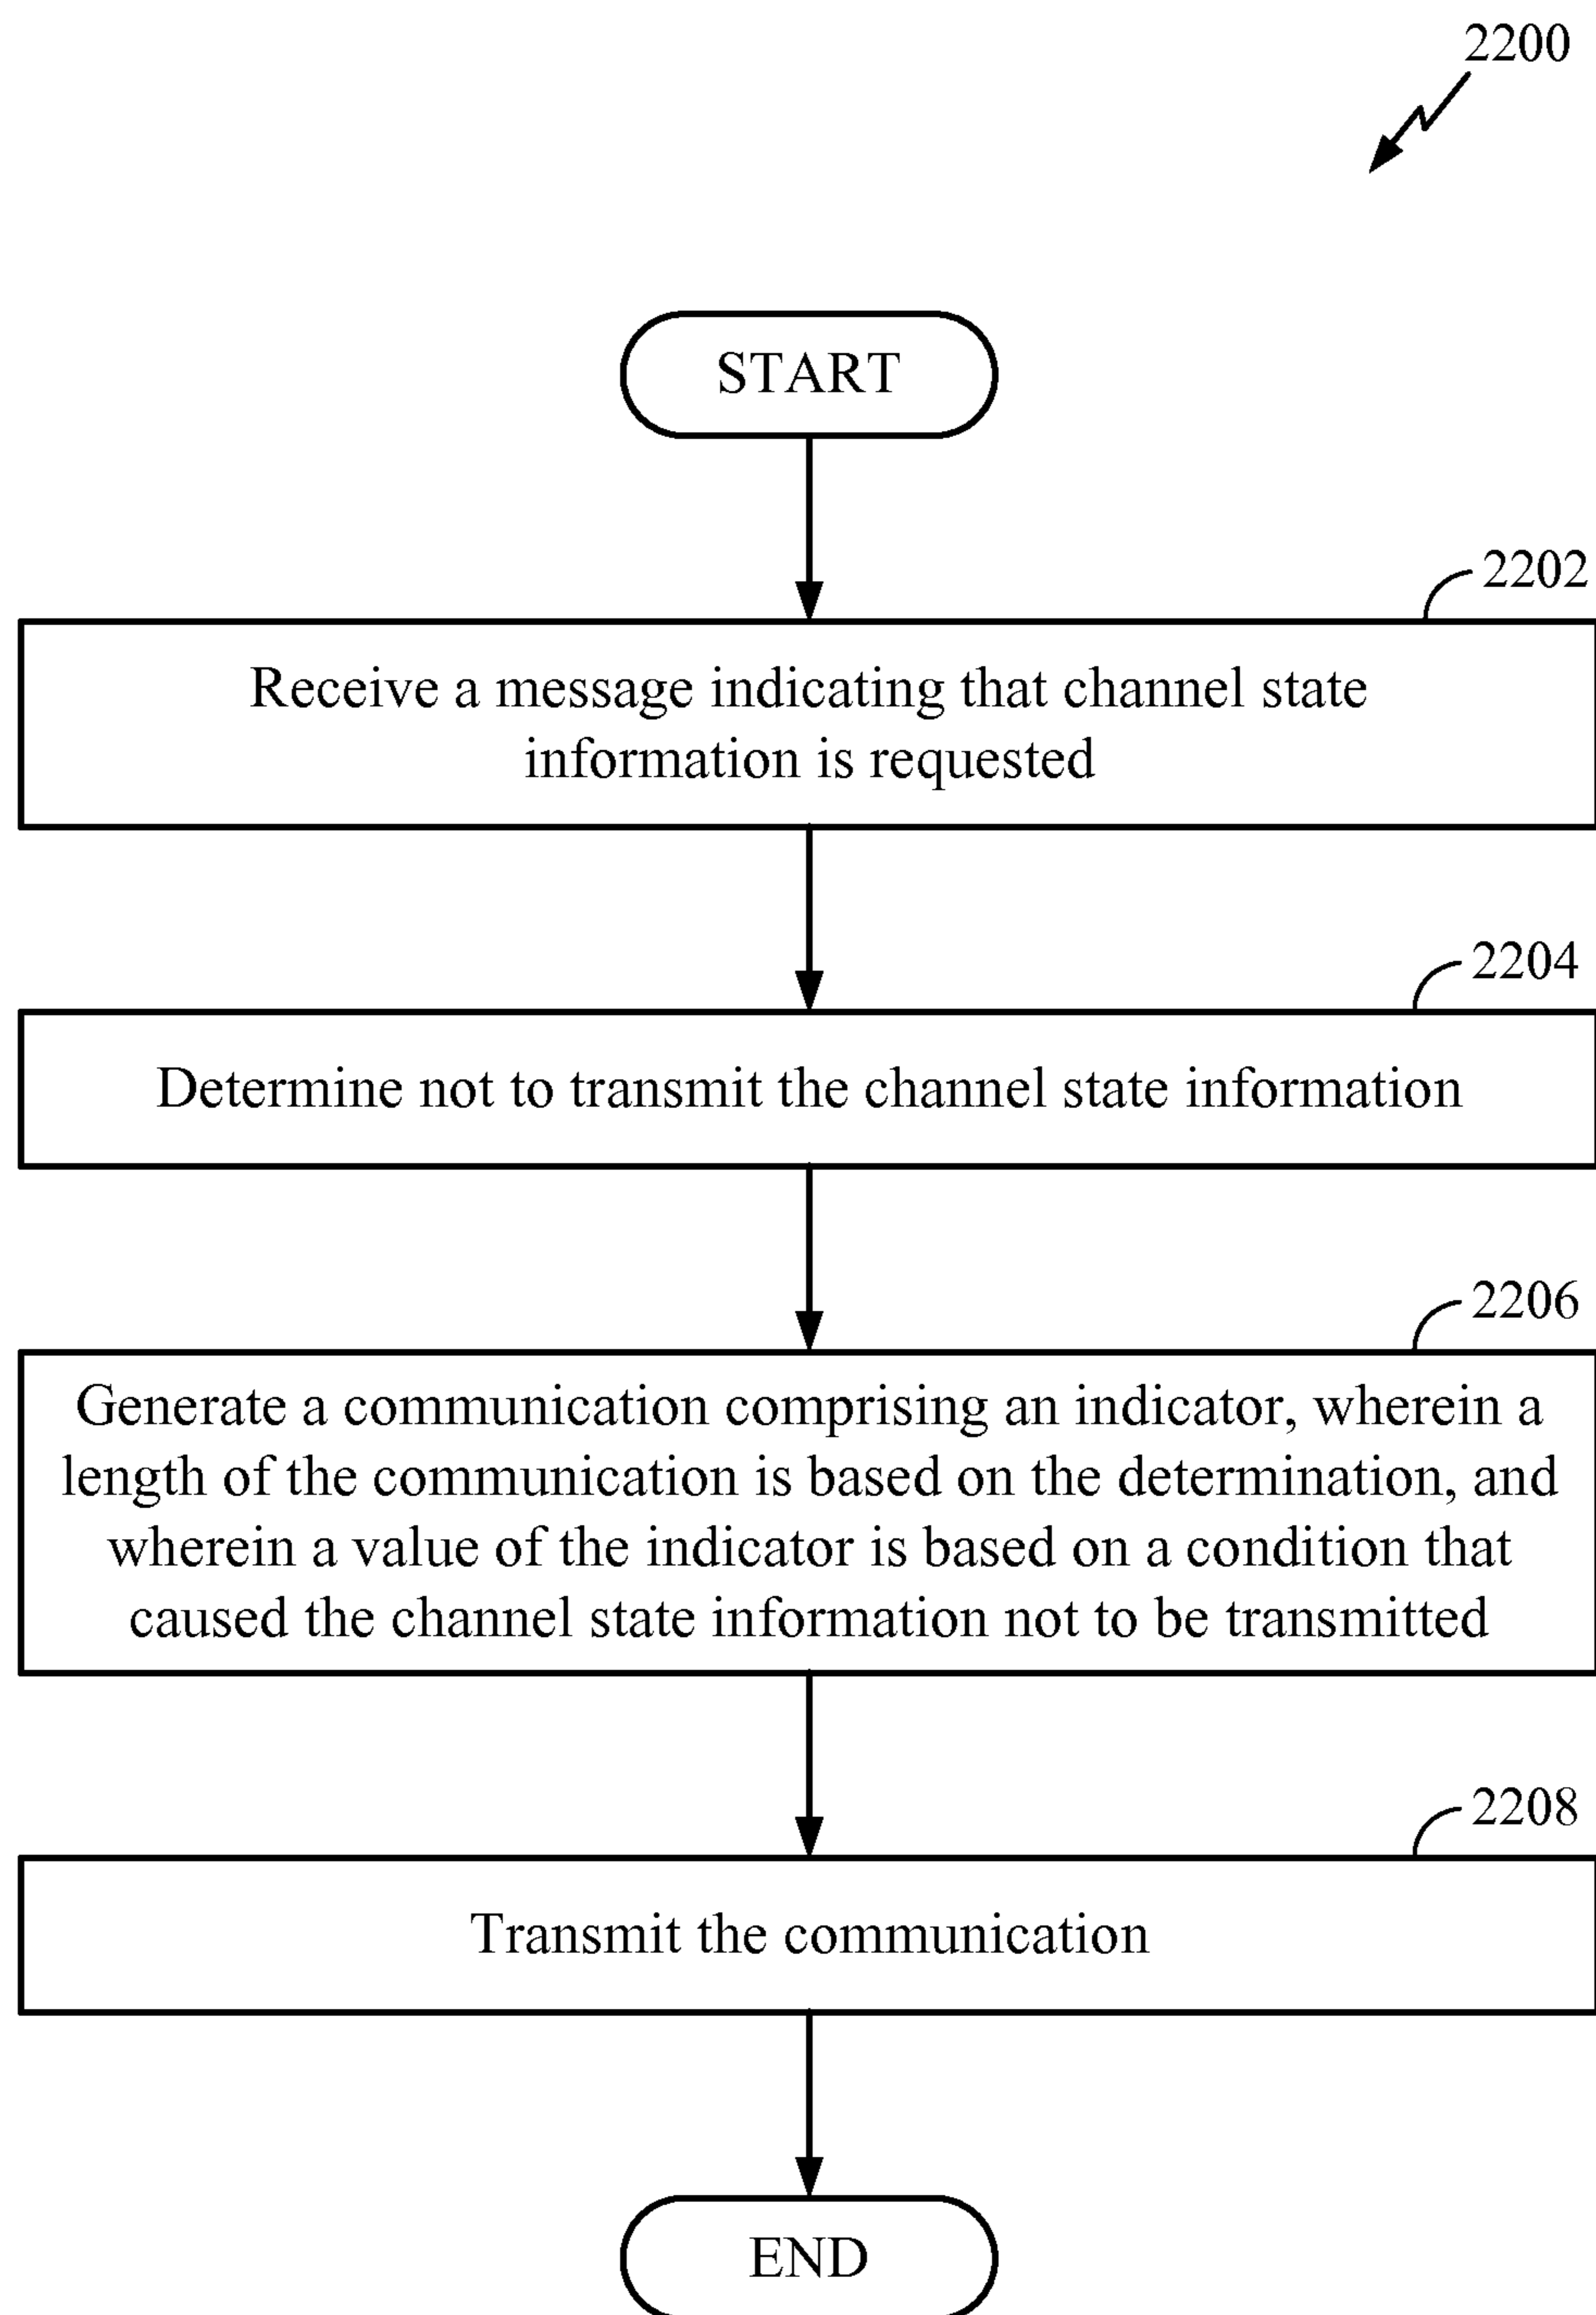 2200
START
2202
Receive a message indicating that channel state
information is requested
2204
Determine not to transmit the channel state information
2206
Generate a communication comprising an indicator, wherein a
length of the communication is based on the determination, and
wherein a value of the indicator is based on a condition that
caused the channel state information not to be transmitted
2208
Transmit the communication
END